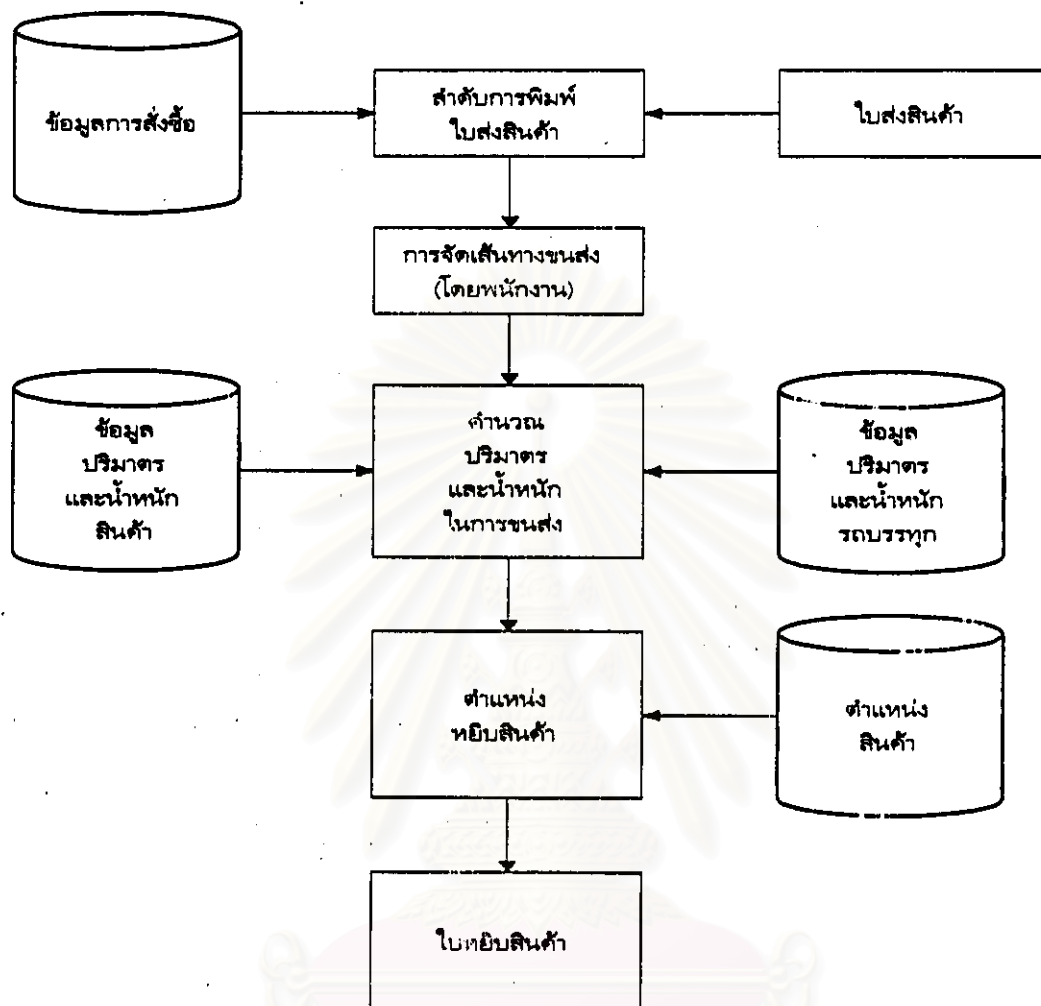 ข้อมูลการสั่งซื้อ
ลำดับการพิมพ์
ใบส่งสินค้า
ใบส่งสินค้า
การจัดเส้นทางขนส่ง
(โดยพนักงาน)
ข้อมูล
ปริมาตร
และน้ำหนัก
สินค้า
คำนวณ
ปริมาตร
และน้ำหนัก
ในการขนส่ง
ข้อมูล
ปริมาตร
และน้ำหนัก
รถบรรทุก
ตำแหน่ง
หยิบสินค้า
ตำแหน่ง
สินค้า
ใบหยิบสินค้า